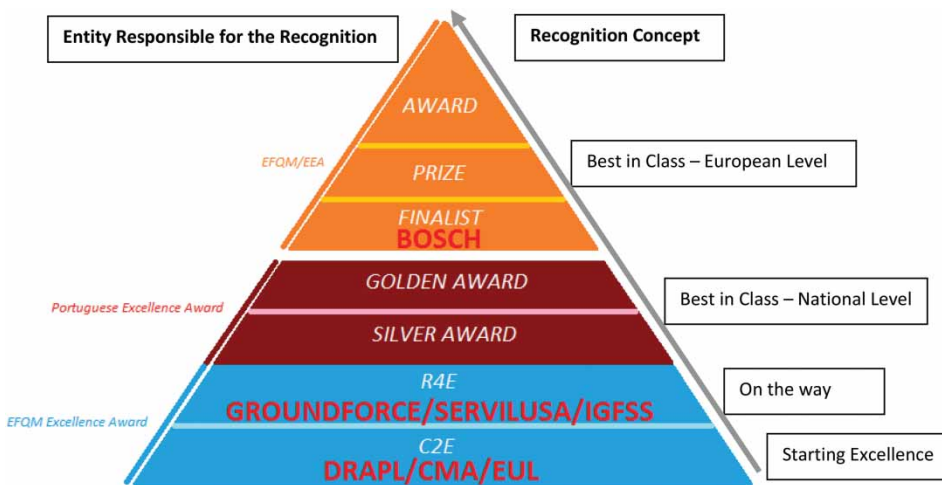 Entity Responsible for the Recognition
Recognition Concept
AWARD
EFQM/EEA
Best in Class – European Level
PRIZE
FINALIST
BOSCH
GOLDEN AWARD
Portuguese Excellence Award
Best in Class – National Level
SILVER AWARD
R4E
On the way
GROUNDFORCE/SERVILUSA/IGFSS
EFQM Excellence Award
C2E
Starting Excellence
DRAPL/CMA/EUL